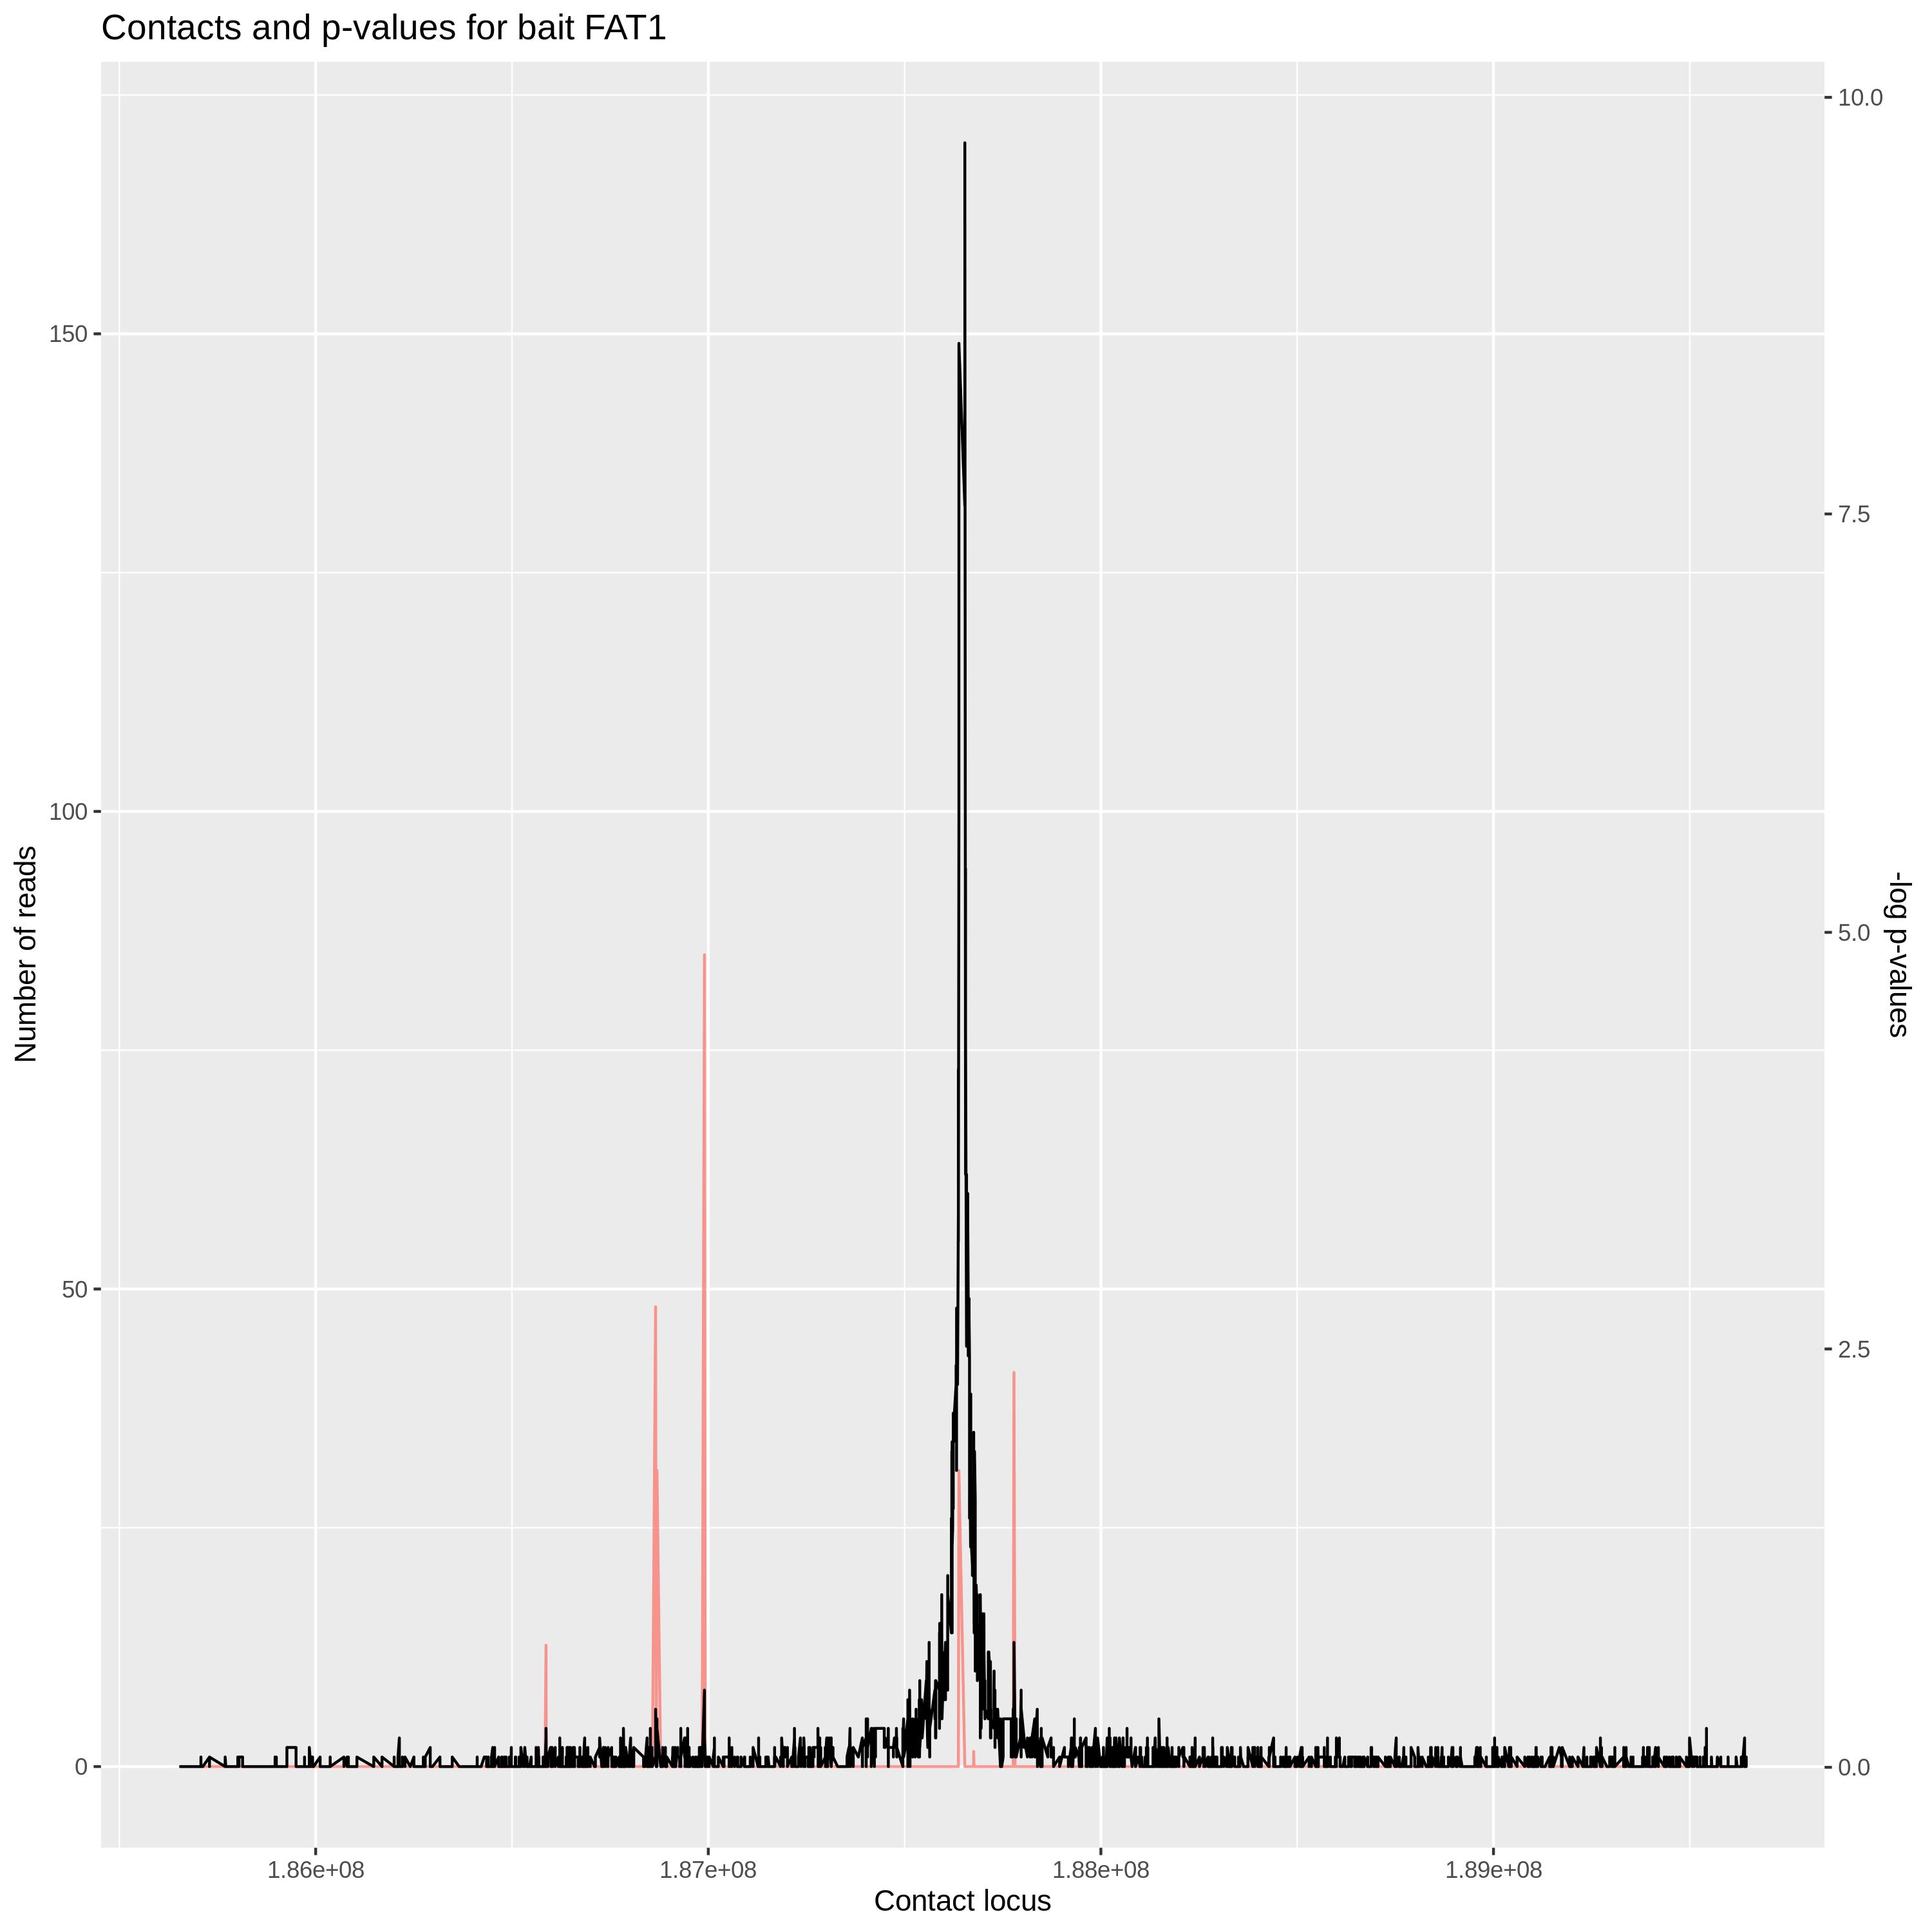 Contacts and p-values for bait FAT1
Number of reads
150
100
50
0
10.0
7.5
5.0
2.5
0.0
-log p-values
1.86e+08
1.87e+08
1.88e+08
1.89e+08
Contact locus